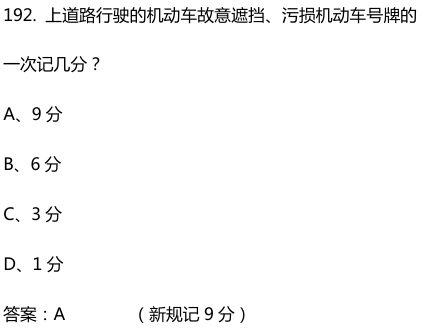 192. 上道路行驶的机动车故意遮挡、污损机动车号牌的
一次记几分？
A、9 分
B、6 分
C、3 分
D、1 分
答案：A （新规记 9 分）